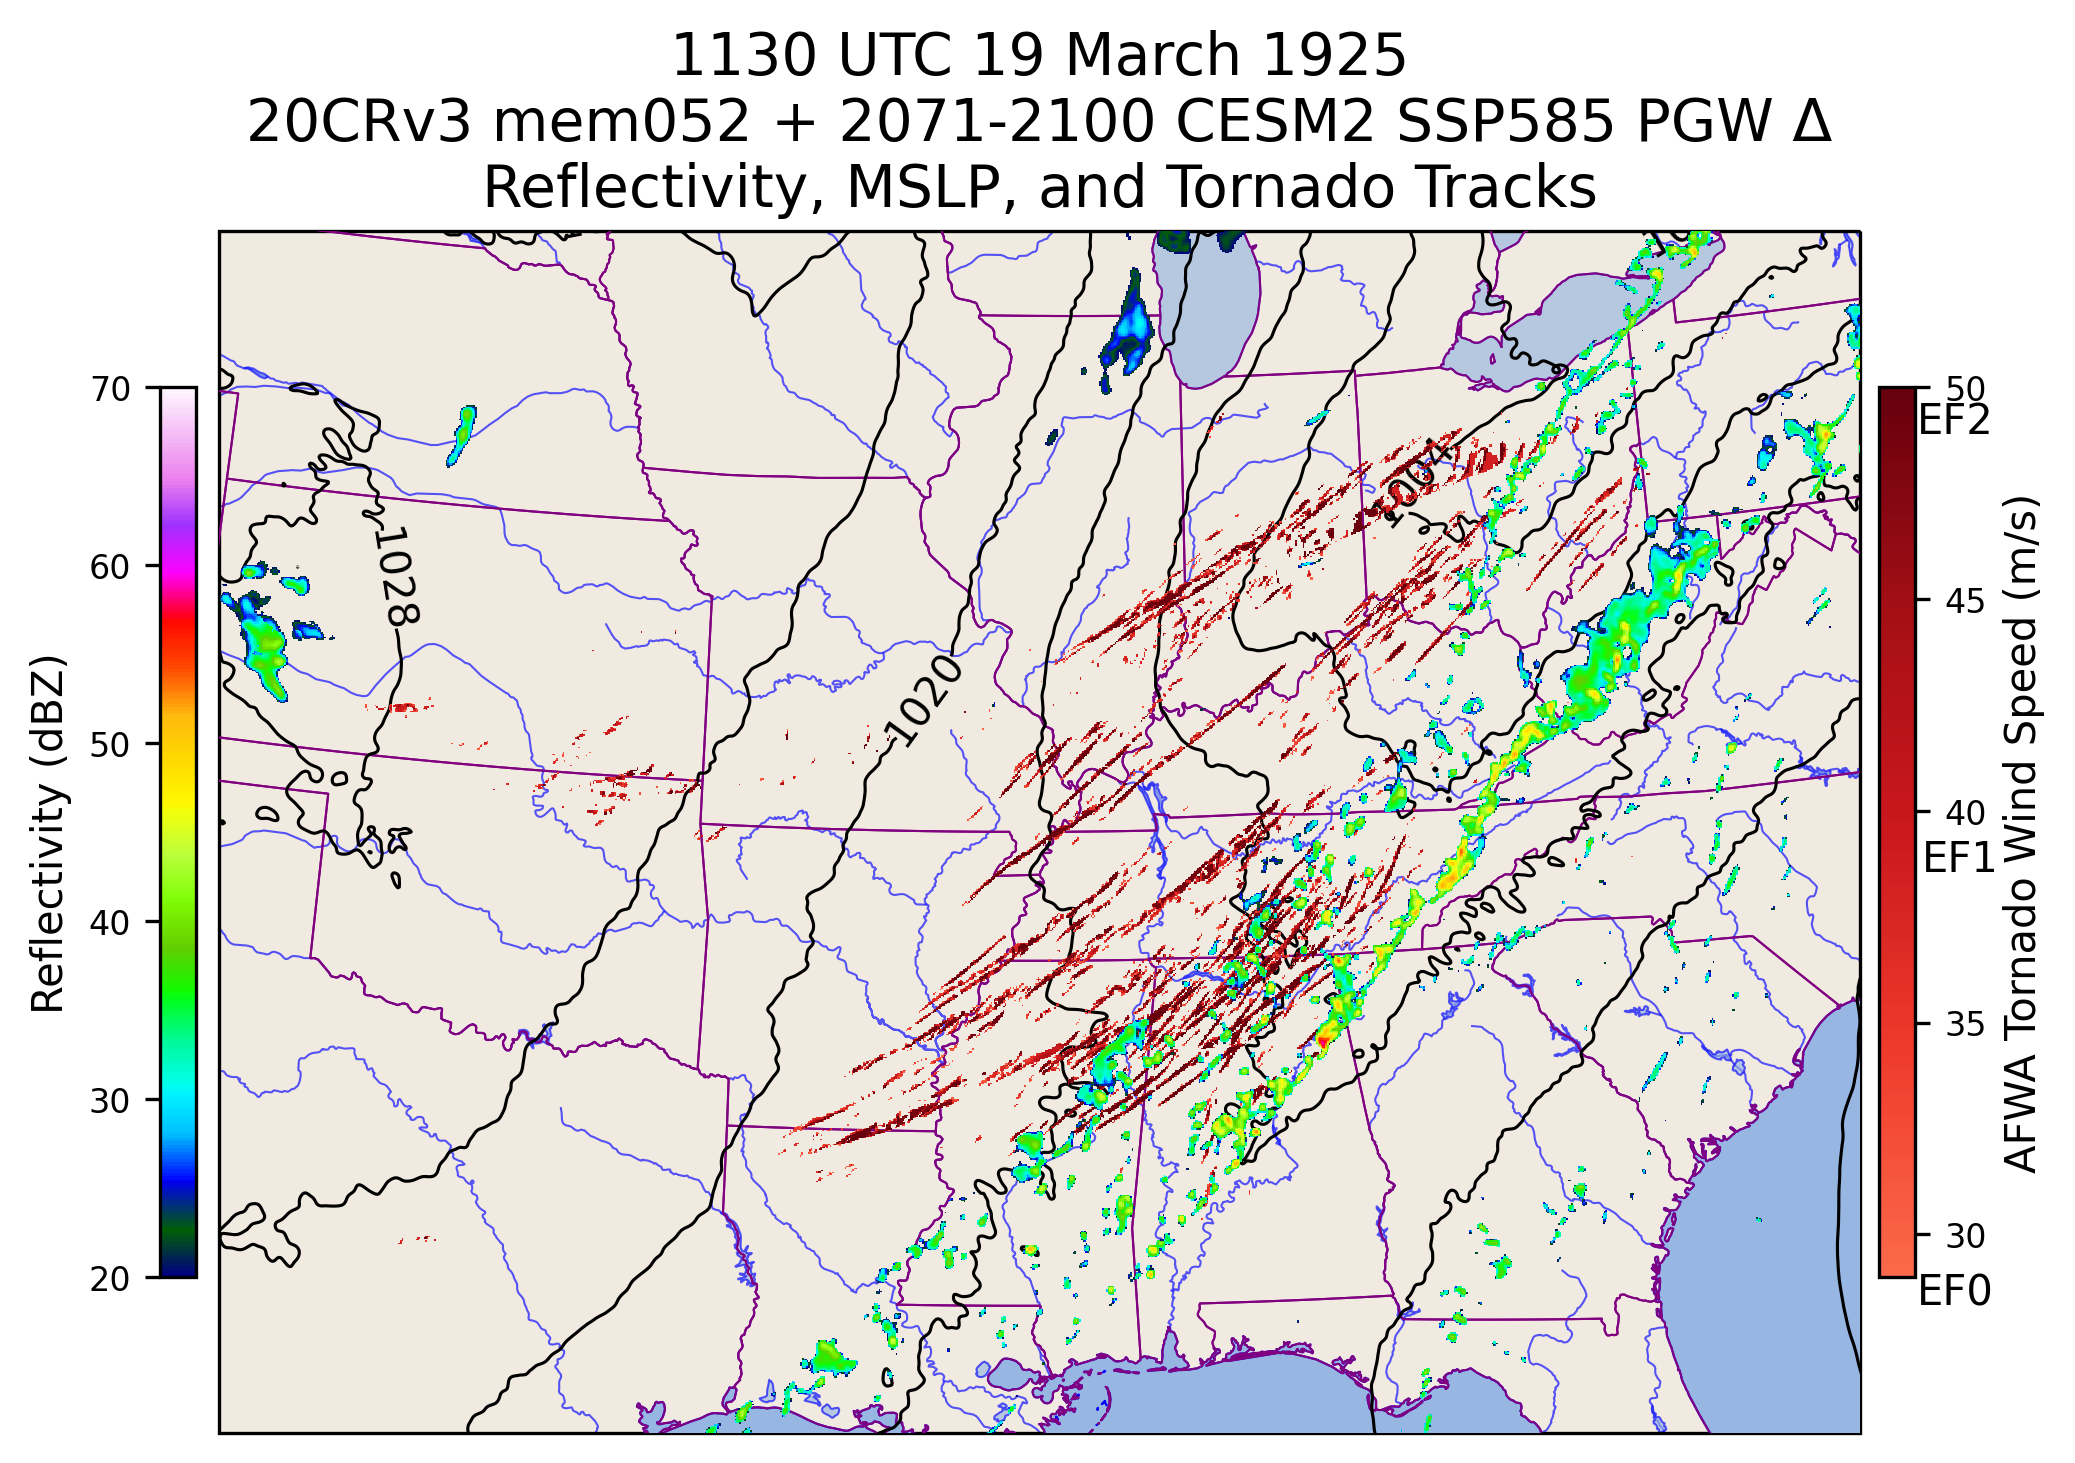 1130 UTC 19 March 1925
20CRv3 mem052 + 2071-2100 CESM2 SSP585 PGW Δ
Reflectivity, MSLP, and Tornado Tracks
70
60
50
40
30
20
Reflectivity (dBZ)
1028
1020
1004
50
EF2
45
40
EF1
35
30
EF0
AFWA Tornado Wind Speed (m/s)